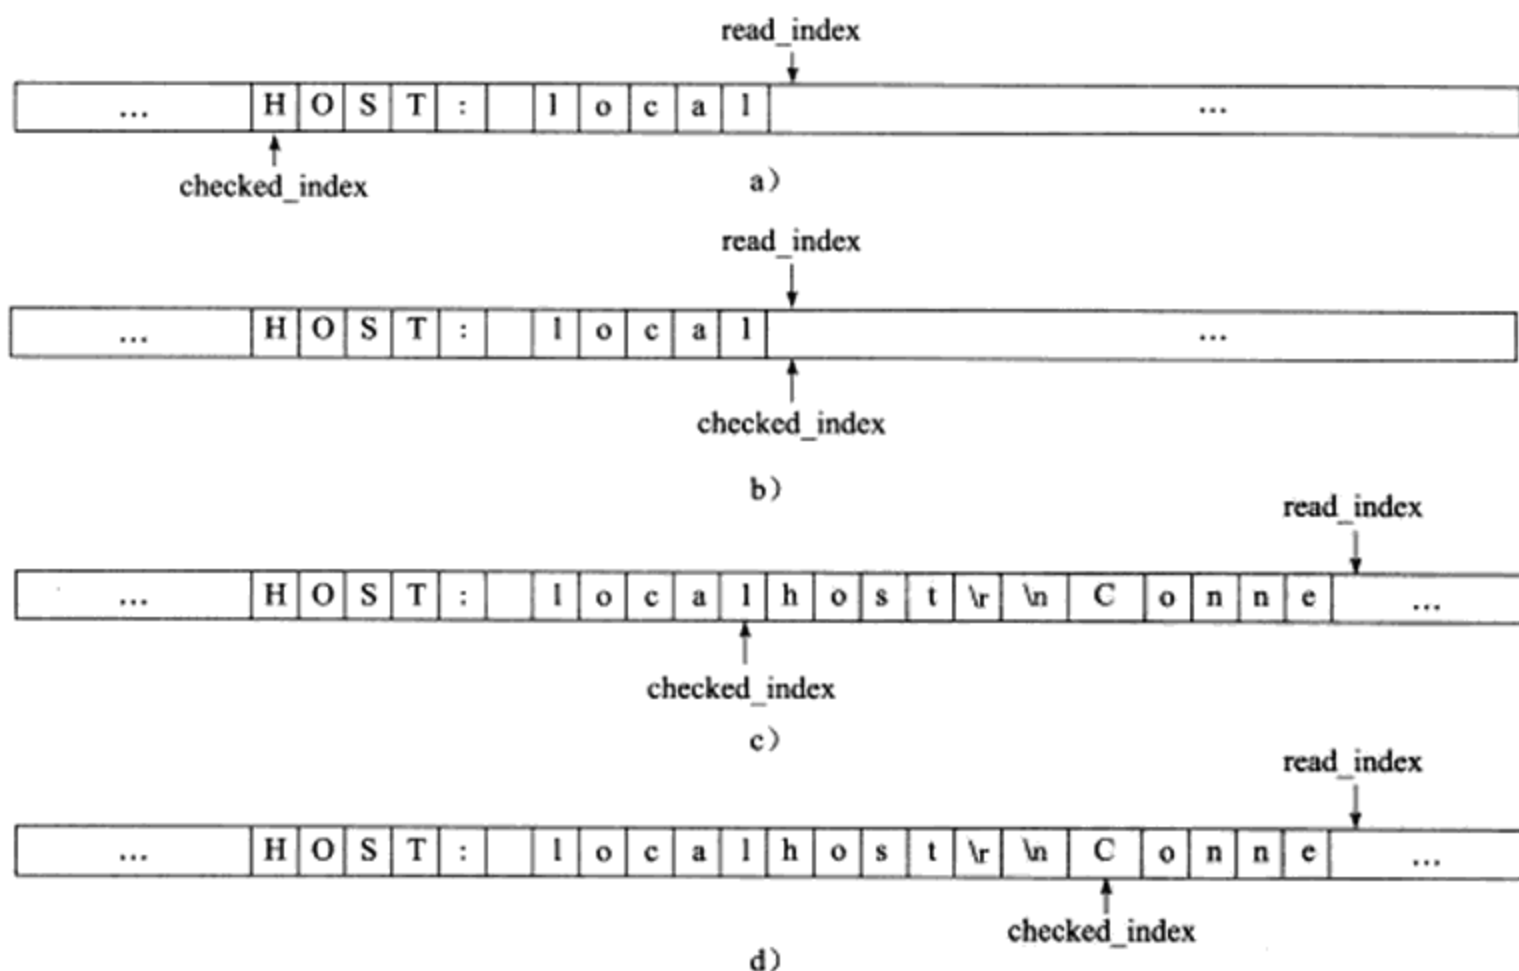 read_index
... H O S T : l o c a l ...
checked_index
a)
read_index
... H O S T : l o c a l ...
checked_index
b)
read_index
... H O S T : l o c a l h o s t \r \n C o n n e ...
checked_index
c)
read_index
... H O S T : l o c a l h o s t \r \n C o n n e ...
checked_index
d)